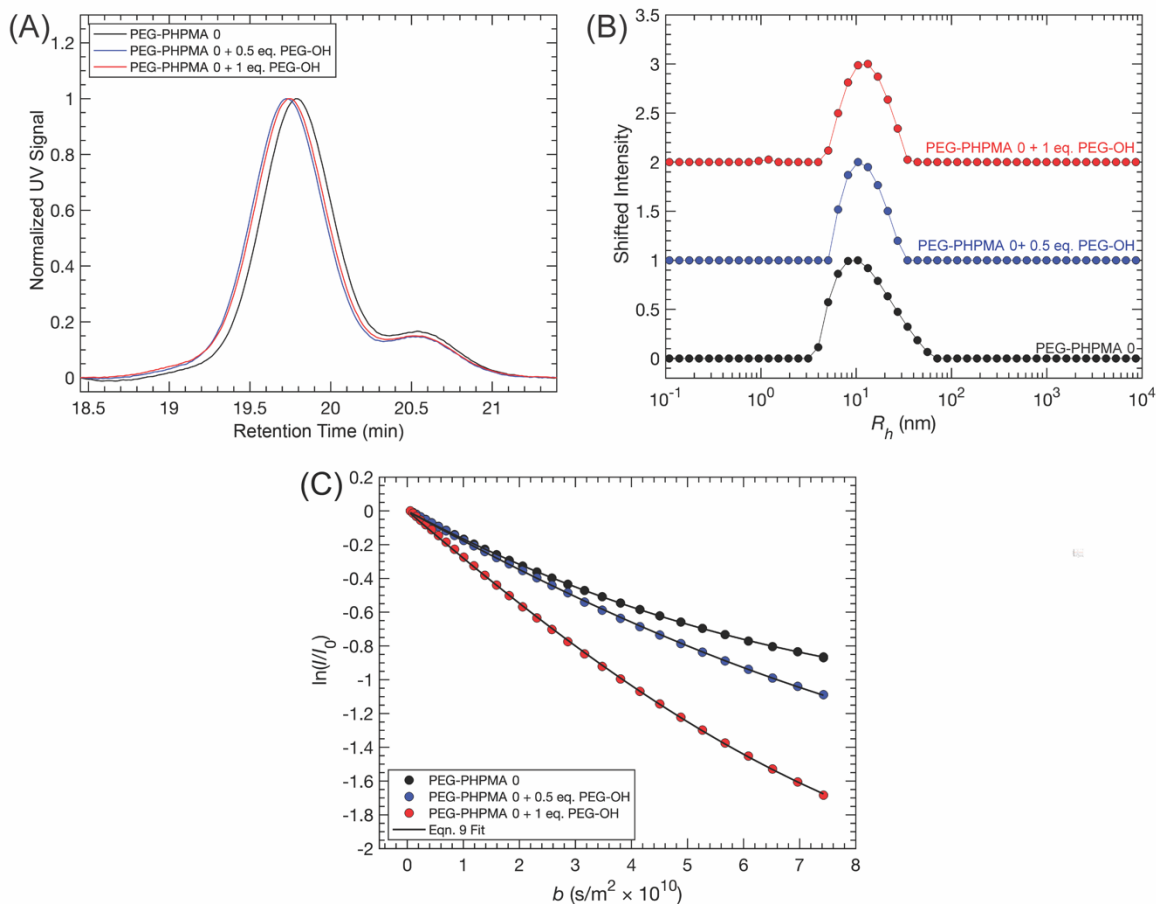 (A)
1.2
1
0.8
0.6
0.4
0.2
0
Normalized UV Signal
PEG-PHPMA 0
PEG-PHPMA 0 + 0.5 eq. PEG-OH
PEG-PHPMA 0 + 1 eq. PEG-OH
18.5 19 19.5 20 20.5 21
Retention Time (min)
(B)
3.5
3
2.5
2
1.5
1
0.5
0
Shifted Intensity
PEG-PHPMA 0 + 1 eq. PEG-OH
PEG-PHPMA 0+ 0.5 eq. PEG-OH
PEG-PHPMA 0
10⁻¹ 10⁰ 10¹ 10² 10³ 10⁴
Rₕ (nm)
(C)
0.2
0
-0.2
-0.4
-0.6
-0.8
-1
-1.2
-1.4
-1.6
-1.8
-2
ln(I/I₀)
PEG-PHPMA 0
PEG-PHPMA 0 + 0.5 eq. PEG-OH
PEG-PHPMA 0 + 1 eq. PEG-OH
Eqn. 9 Fit
0 1 2 3 4 5 6 7 8
b (s/m² × 10¹⁰)